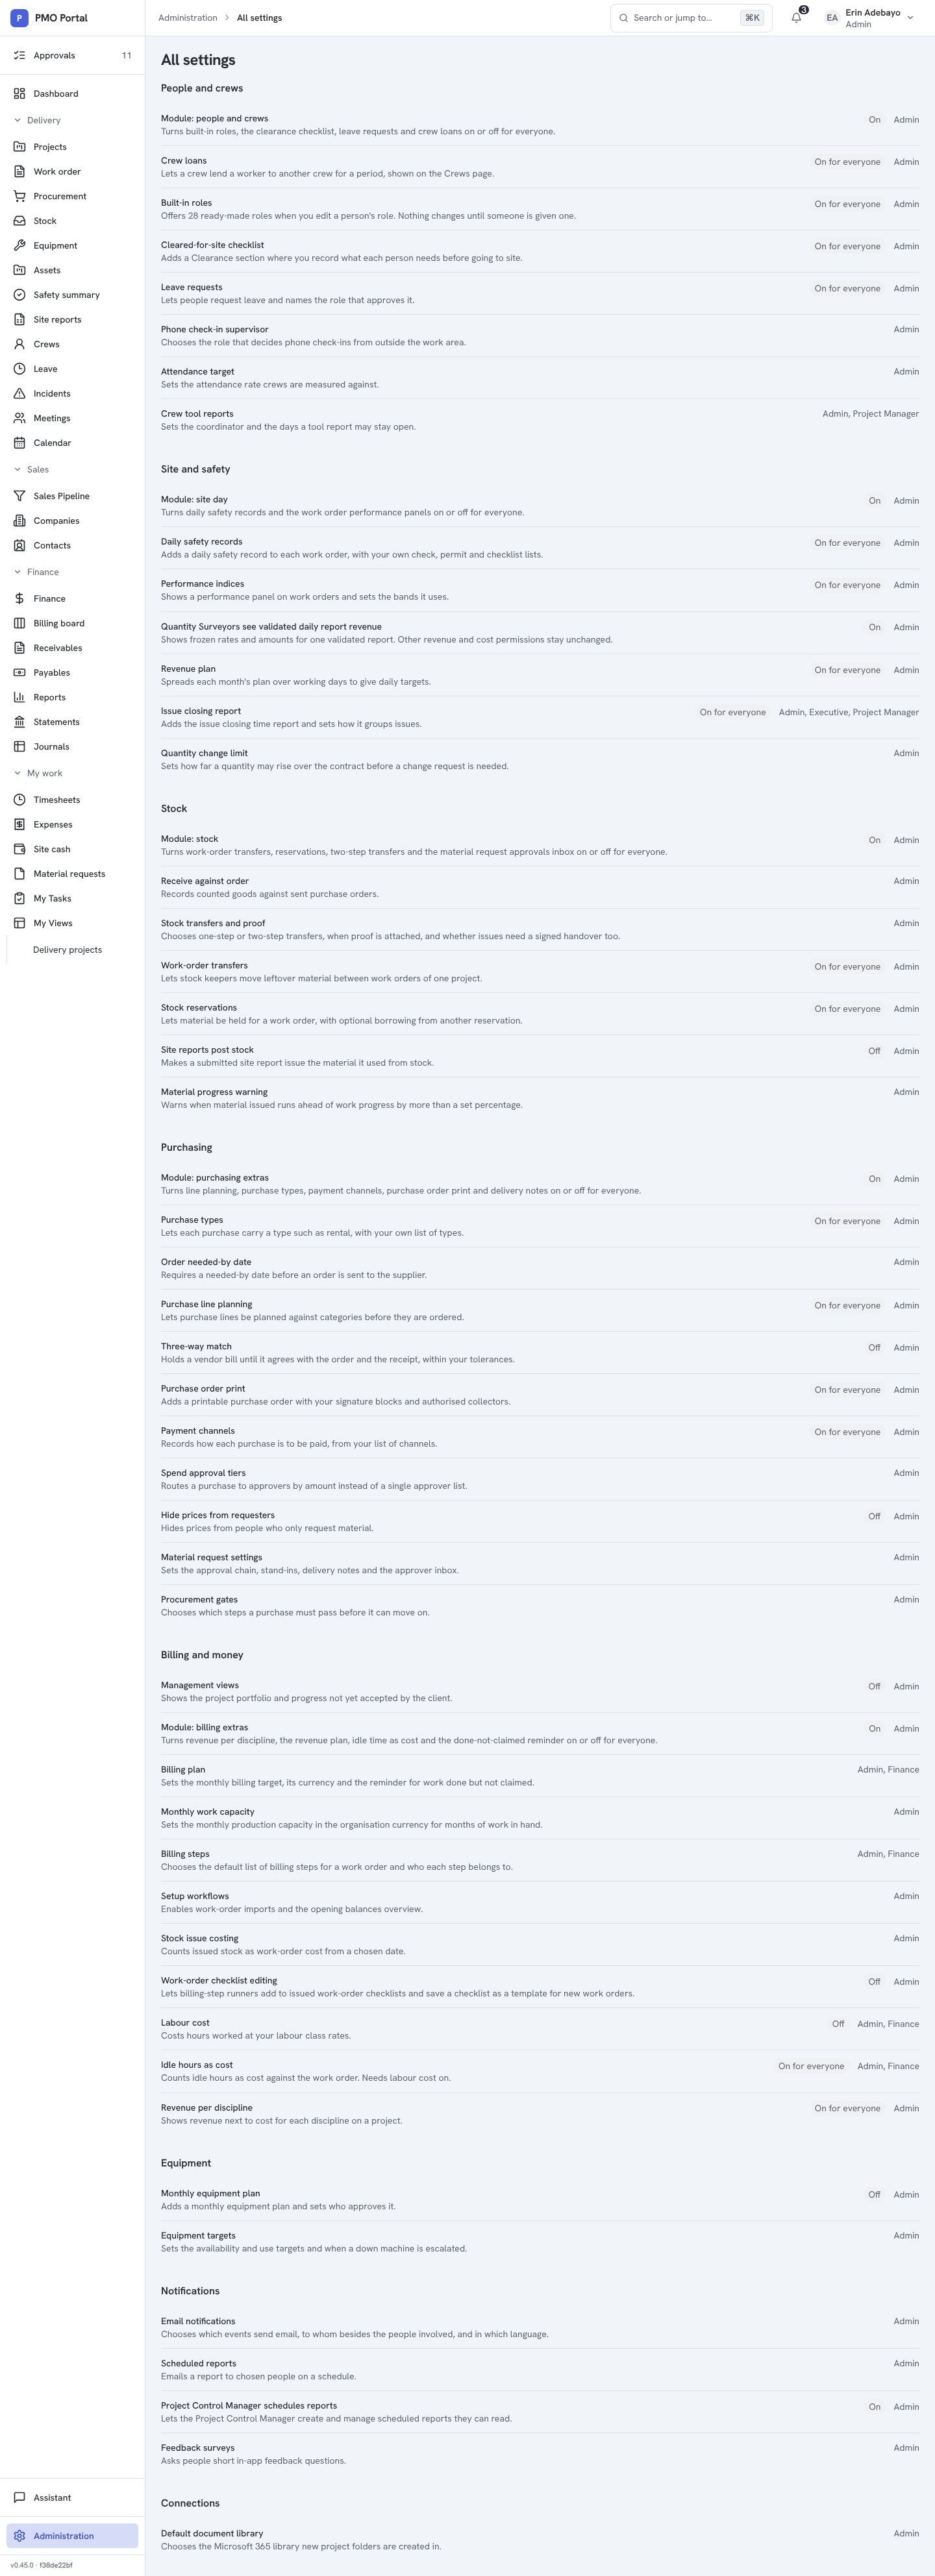 PMO Portal
Administration > All settings
Search or jump to...
⌘K
3
EA
Erin Adebayo
Admin
Approvals 11
Dashboard
Delivery
Projects
Work order
Procurement
Stock
Equipment
Assets
Safety summary
Site reports
Crews
Leave
Incidents
Meetings
Calendar
Sales
Sales Pipeline
Companies
Contacts
Finance
Finance
Billing board
Receivables
Payables
Reports
Statements
Journals
My work
Timesheets
Expenses
Site cash
Material requests
My Tasks
My Views
Delivery projects
Assistant
Administration
v0.45.0 · f38de22bf
All settings
People and crews
Module: people and crews On Admin
Turns built-in roles, the clearance checklist, leave requests and crew loans on or off for everyone.
Crew loans On for everyone Admin
Lets a crew lend a worker to another crew for a period, shown on the Crews page.
Built-in roles On for everyone Admin
Offers 28 ready-made roles when you edit a person's role. Nothing changes until someone is given one.
Cleared-for-site checklist On for everyone Admin
Adds a Clearance section where you record what each person needs before going to site.
Leave requests On for everyone Admin
Lets people request leave and names the role that approves it.
Phone check-in supervisor Admin
Chooses the role that decides phone check-ins from outside the work area.
Attendance target Admin
Sets the attendance rate crews are measured against.
Crew tool reports Admin, Project Manager
Sets the coordinator and the days a tool report may stay open.
Site and safety
Module: site day On Admin
Turns daily safety records and the work order performance panels on or off for everyone.
Daily safety records On for everyone Admin
Adds a daily safety record to each work order, with your own check, permit and checklist lists.
Performance indices On for everyone Admin
Shows a performance panel on work orders and sets the bands it uses.
Quantity Surveyors see validated daily report revenue On Admin
Shows frozen rates and amounts for one validated report. Other revenue and cost permissions stay unchanged.
Revenue plan On for everyone Admin
Spreads each month's plan over working days to give daily targets.
Issue closing report On for everyone Admin, Executive, Project Manager
Adds the issue closing time report and sets how it groups issues.
Quantity change limit Admin
Sets how far a quantity may rise over the contract before a change request is needed.
Stock
Module: stock On Admin
Turns work-order transfers, reservations, two-step transfers and the material request approvals inbox on or off for everyone.
Receive against order Admin
Records counted goods against sent purchase orders.
Stock transfers and proof Admin
Chooses one-step or two-step transfers, when proof is attached, and whether issues need a signed handover too.
Work-order transfers On for everyone Admin
Lets stock keepers move leftover material between work orders of one project.
Stock reservations On for everyone Admin
Lets material be held for a work order, with optional borrowing from another reservation.
Site reports post stock Off Admin
Makes a submitted site report issue the material it used from stock.
Material progress warning Admin
Warns when material issued runs ahead of work progress by more than a set percentage.
Purchasing
Module: purchasing extras On Admin
Turns line planning, purchase types, payment channels, purchase order print and delivery notes on or off for everyone.
Purchase types On for everyone Admin
Lets each purchase carry a type such as rental, with your own list of types.
Order needed-by date Admin
Requires a needed-by date before an order is sent to the supplier.
Purchase line planning On for everyone Admin
Lets purchase lines be planned against categories before they are ordered.
Three-way match Off Admin
Holds a vendor bill until it agrees with the order and the receipt, within your tolerances.
Purchase order print On for everyone Admin
Adds a printable purchase order with your signature blocks and authorised collectors.
Payment channels On for everyone Admin
Records how each purchase is to be paid, from your list of channels.
Spend approval tiers Admin
Routes a purchase to approvers by amount instead of a single approver list.
Hide prices from requesters Off Admin
Hides prices from people who only request material.
Material request settings Admin
Sets the approval chain, stand-ins, delivery notes and the approver inbox.
Procurement gates Admin
Chooses which steps a purchase must pass before it can move on.
Billing and money
Management views Off Admin
Shows the project portfolio and progress not yet accepted by the client.
Module: billing extras On Admin
Turns revenue per discipline, the revenue plan, idle time as cost and the done-not-claimed reminder on or off for everyone.
Billing plan Admin, Finance
Sets the monthly billing target, its currency and the reminder for work done but not claimed.
Monthly work capacity Admin
Sets the monthly production capacity in the organisation currency for months of work in hand.
Billing steps Admin, Finance
Chooses the default list of billing steps for a work order and who each step belongs to.
Setup workflows Admin
Enables work-order imports and the opening balances overview.
Stock issue costing Admin
Counts issued stock as work-order cost from a chosen date.
Work-order checklist editing Off Admin
Lets billing-step runners add to issued work-order checklists and save a checklist as a template for new work orders.
Labour cost Off Admin, Finance
Costs hours worked at your labour class rates.
Idle hours as cost On for everyone Admin, Finance
Counts idle hours as cost against the work order. Needs labour cost on.
Revenue per discipline On for everyone Admin
Shows revenue next to cost for each discipline on a project.
Equipment
Monthly equipment plan Off Admin
Adds a monthly equipment plan and sets who approves it.
Equipment targets Admin
Sets the availability and use targets and when a down machine is escalated.
Notifications
Email notifications Admin
Chooses which events send email, to whom besides the people involved, and in which language.
Scheduled reports Admin
Emails a report to chosen people on a schedule.
Project Control Manager schedules reports On Admin
Lets the Project Control Manager create and manage scheduled reports they can read.
Feedback surveys Admin
Asks people short in-app feedback questions.
Connections
Default document library Admin
Chooses the Microsoft 365 library new project folders are created in.